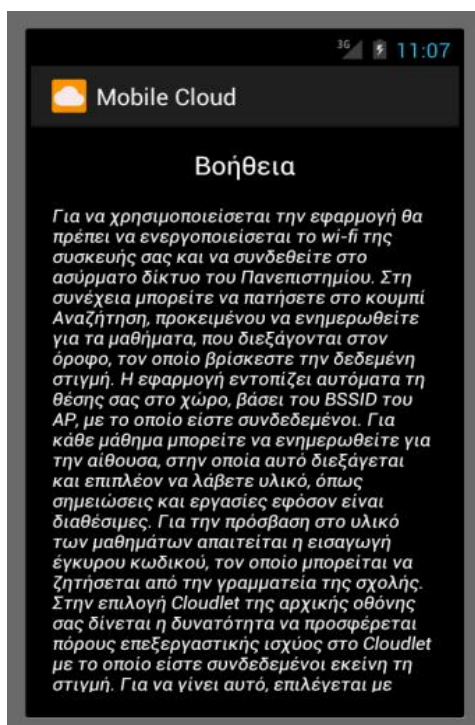 3G 11:07
Mobile Cloud
Βοήθεια
Για να χρησιμοποιείσεται την εφαρμογή θα
πρέπει να ενεργοποιείσεται το wi-fi της
συσκευής σας και να συνδεθείτε στο
ασύρματο δίκτυο του Πανεπιστημίου. Στη
συνέχεια μπορείτε να πατήσετε στο κουμπί
Αναζήτηση, προκειμένου να ενημερωθείτε
για τα μαθήματα, που διεξάγονται στον
όροφο, τον οποίο βρίσκεστε την δεδεμένη
στιγμή. Η εφαρμογή εντοπίζει αυτόματα τη
θέσης σας στο χώρο, βάσει του BSSID του
AP, με το οποίο είστε συνδεδεμένοι. Για
κάθε μάθημα μπορείτε να ενημερωθείτε για
την αίθουσα, στην οποία αυτό διεξάγεται
και επιπλέον να λάβετε υλικό, όπως
σημειώσεις και εργασίες εφόσον είναι
διαθέσιμες. Για την πρόσβαση στο υλικό
των μαθημάτων απαιτείται η εισαγωγή
έγκυρου κωδικού, τον οποίο μπορείται να
ζητήσεται από την γραμματεία της σχολής.
Στην επιλογή Cloudlet της αρχικής οθόνης
σας δίνεται η δυνατότητα να προσφέρεται
πόρους επεξεργαστικής ισχύος στο Cloudlet
με το οποίο είστε συνδεδεμένοι εκείνη τη
στιγμή. Για να γίνει αυτό, επιλέγεται με